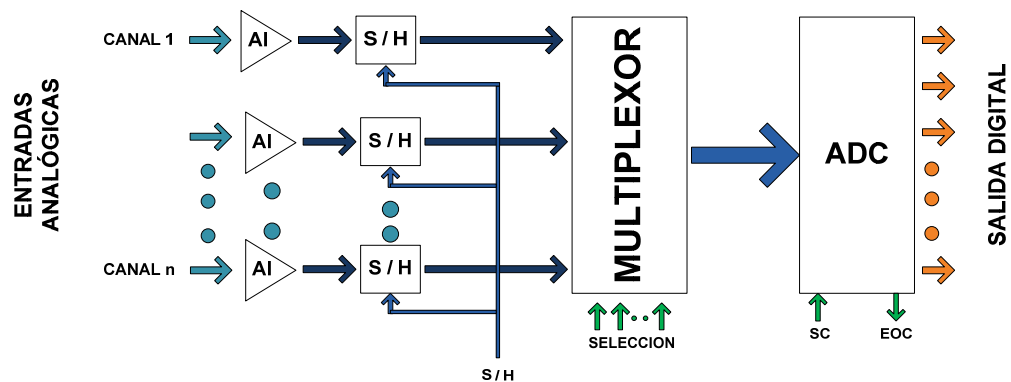 ENTRADAS
ANALÓGICAS
CANAL 1
AI
S / H
AI
S / H
CANAL n
AI
S / H
S / H
MULTIPLEXOR
SELECCION
ADC
SC
EOC
SALIDA DIGITAL